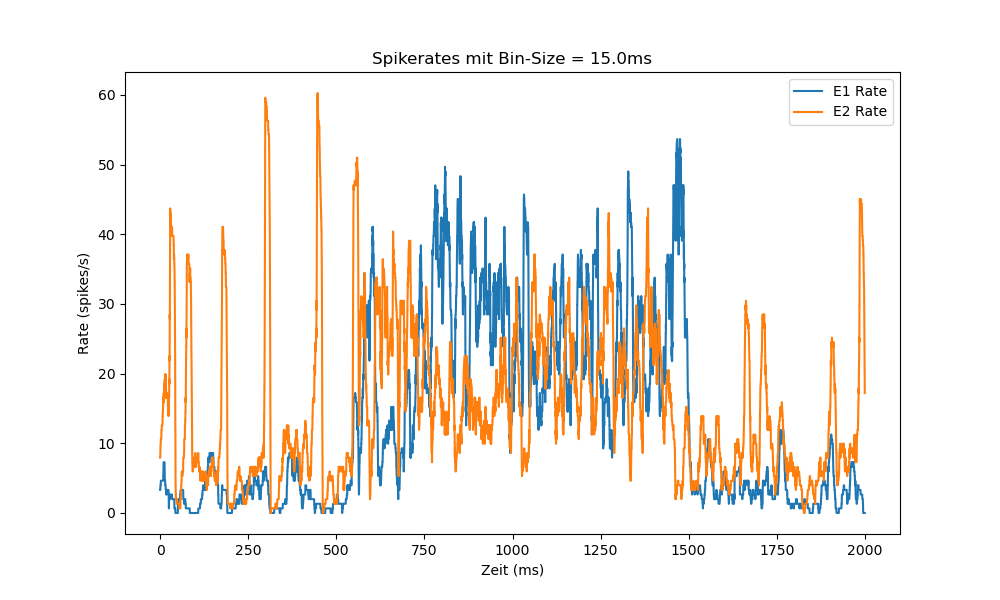 Spikerates mit Bin-Size = 15.0ms
E1 Rate
E2 Rate
60
50
40
30
20
10
0
Rate (spikes/s)
0 250 500 750 1000 1250 1500 1750 2000
Zeit (ms)